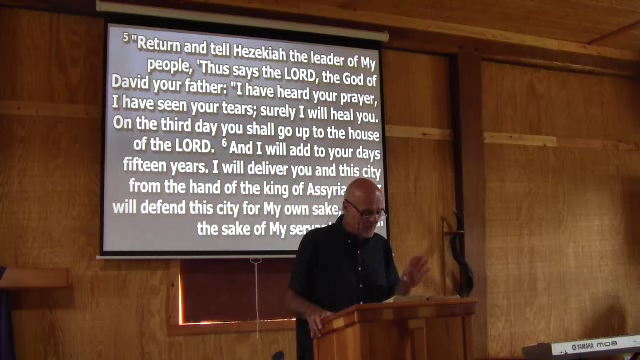 5 "Return and tell Hezekiah the leader of My
people, 'Thus says the LORD, the God of
David your father: "I have heard your prayer,
I have seen your tears; surely I will heal you.
On the third day you shall go up to the house
of the LORD. 6 And I will add to your days
fifteen years. I will deliver you and this city
from the hand of the king of Assyria
will defend this city for My own sake,
the sake of My
YAMAHA MO8